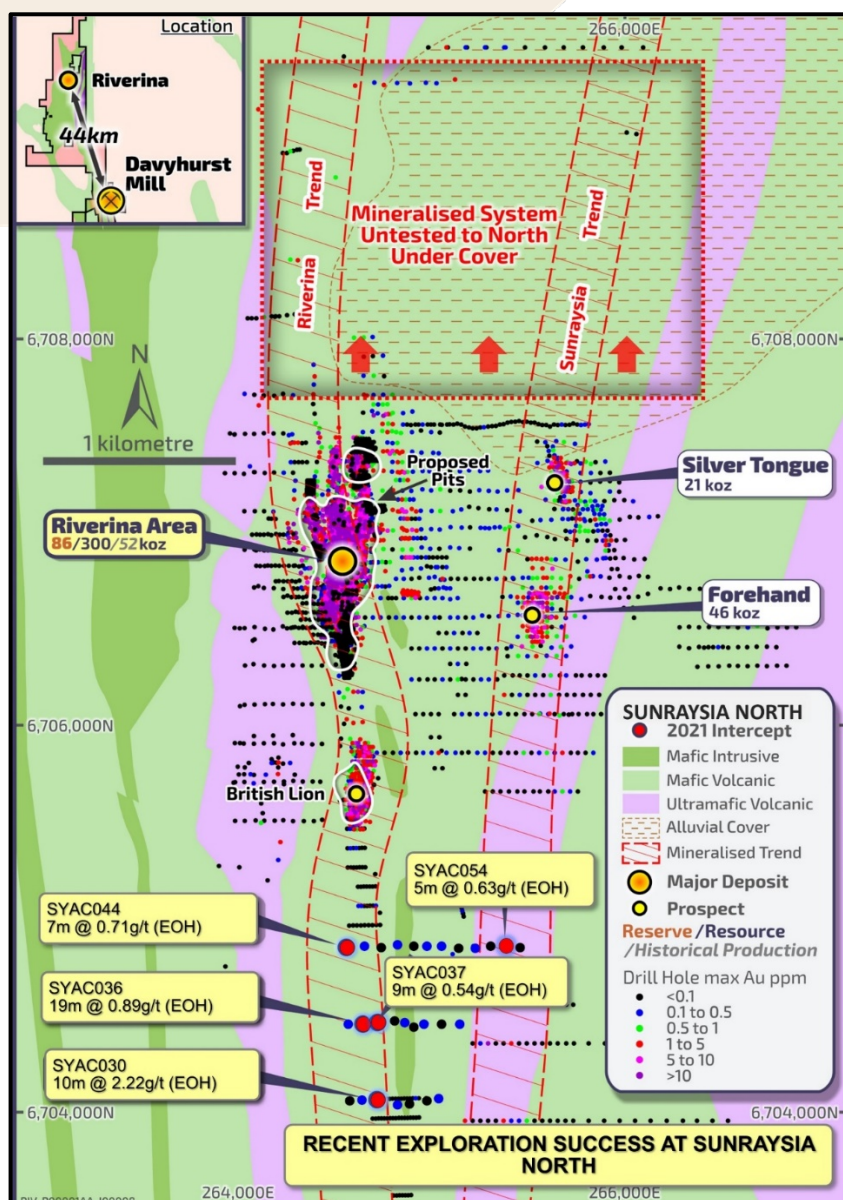 Location
Riverina
44km
Davyhurst
Mill
266,000E
Riverina
Trend
Mineralised System
Untested to North
Under Cover
Sunraysia
Trend
6,708,000N
6,708,000N
N
1 kilometre
Proposed
Pits
Silver Tongue
21 koz
Riverina Area
86/300/52koz
Forehand
46 koz
6,706,000N
British Lion
SUNRAYSIA NORTH
2021 Intercept
Mafic Intrusive
Mafic Volcanic
Ultramafic Volcanic
Alluvial Cover
Mineralised Trend
Major Deposit
Prospect
Reserve/Resource
/Historical Production
Drill Hole max Au ppm
<0.1
0.1 to 0.5
0.5 to 1
1 to 5
5 to 10
>10
SYAC054
5m @ 0.63g/t (EOH)
SYAC044
7m @ 0.71g/t (EOH)
SYAC037
9m @ 0.54g/t (EOH)
SYAC036
19m @ 0.89g/t (EOH)
SYAC030
10m @ 2.22g/t (EOH)
6,704,000N
6,704,000N
RECENT EXPLORATION SUCCESS AT SUNRAYSIA
NORTH
264,000E
266,000E